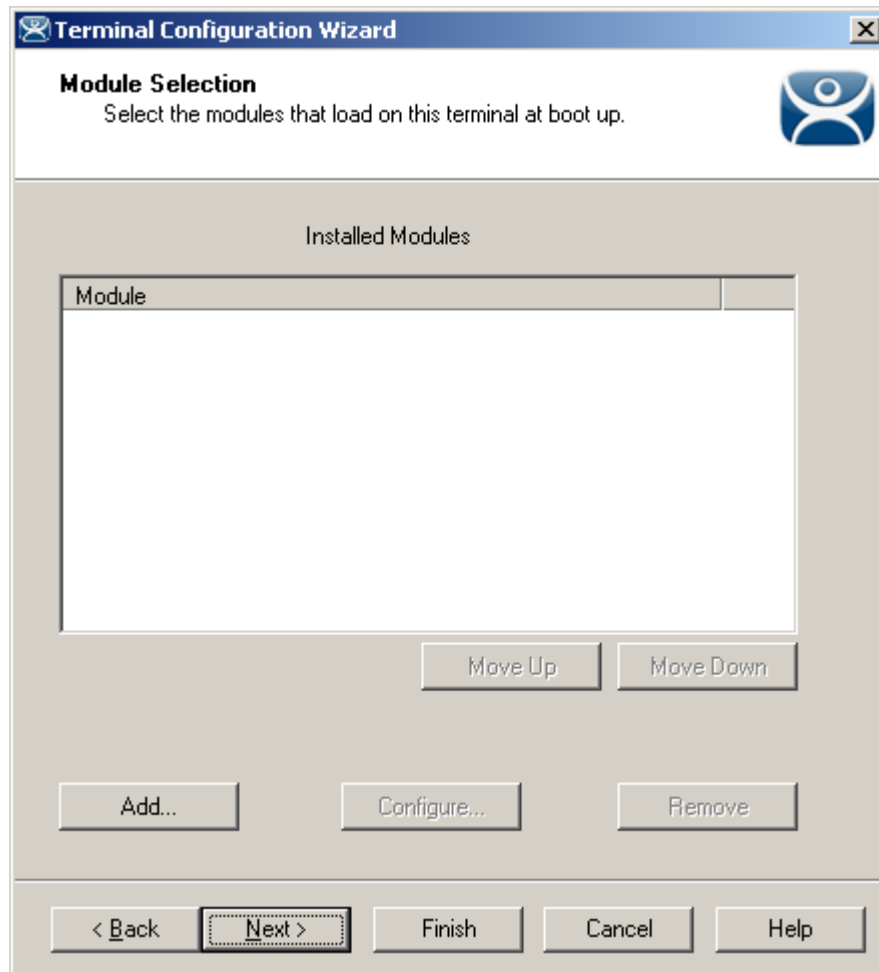 Terminal Configuration Wizard
Module Selection
Select the modules that load on this terminal at boot up.
Installed Modules
Module
Move Up Move Down
Add... Configure... Remove
< Back Next > Finish Cancel Help